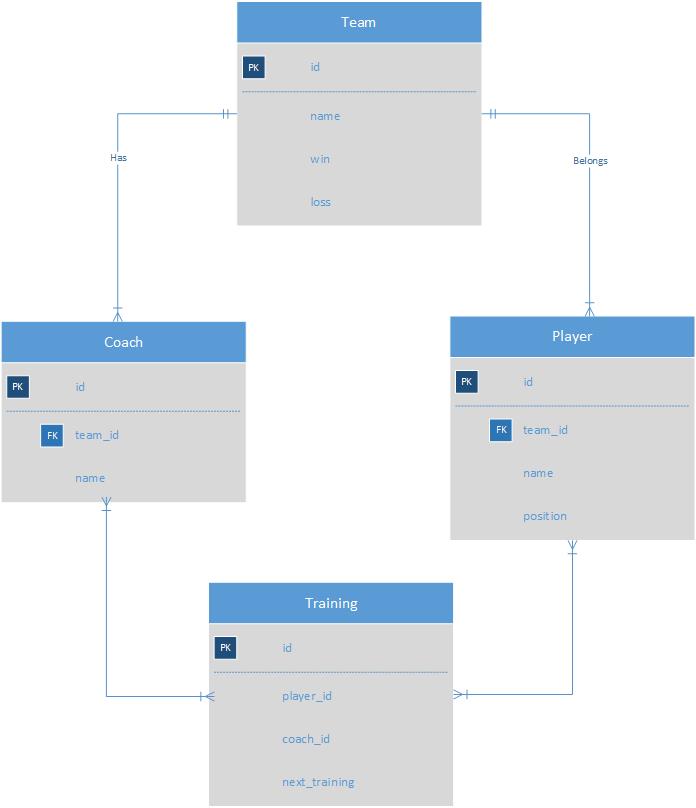 Team
PK id
name
win
loss
Has
Belongs
Coach
PK id
FK team_id
name
Player
PK id
FK team_id
name
position
Training
PK id
player_id
coach_id
next_training